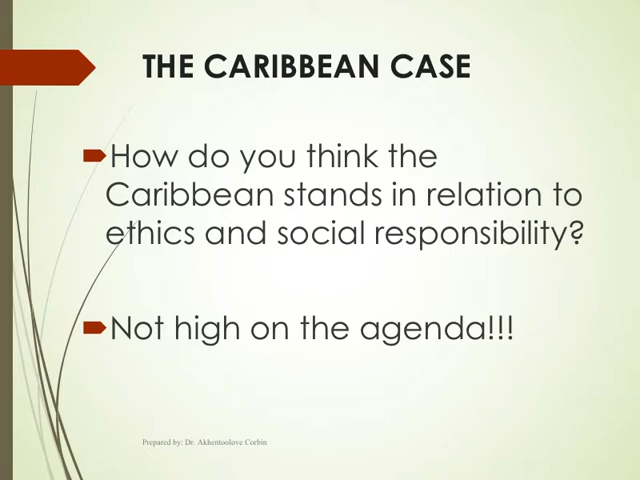 THE CARIBBEAN CASE
How do you think the
Caribbean stands in relation to
ethics and social responsibility?
Not high on the agenda!!!
Prepared by: Dr. Akhentoolove Corbin